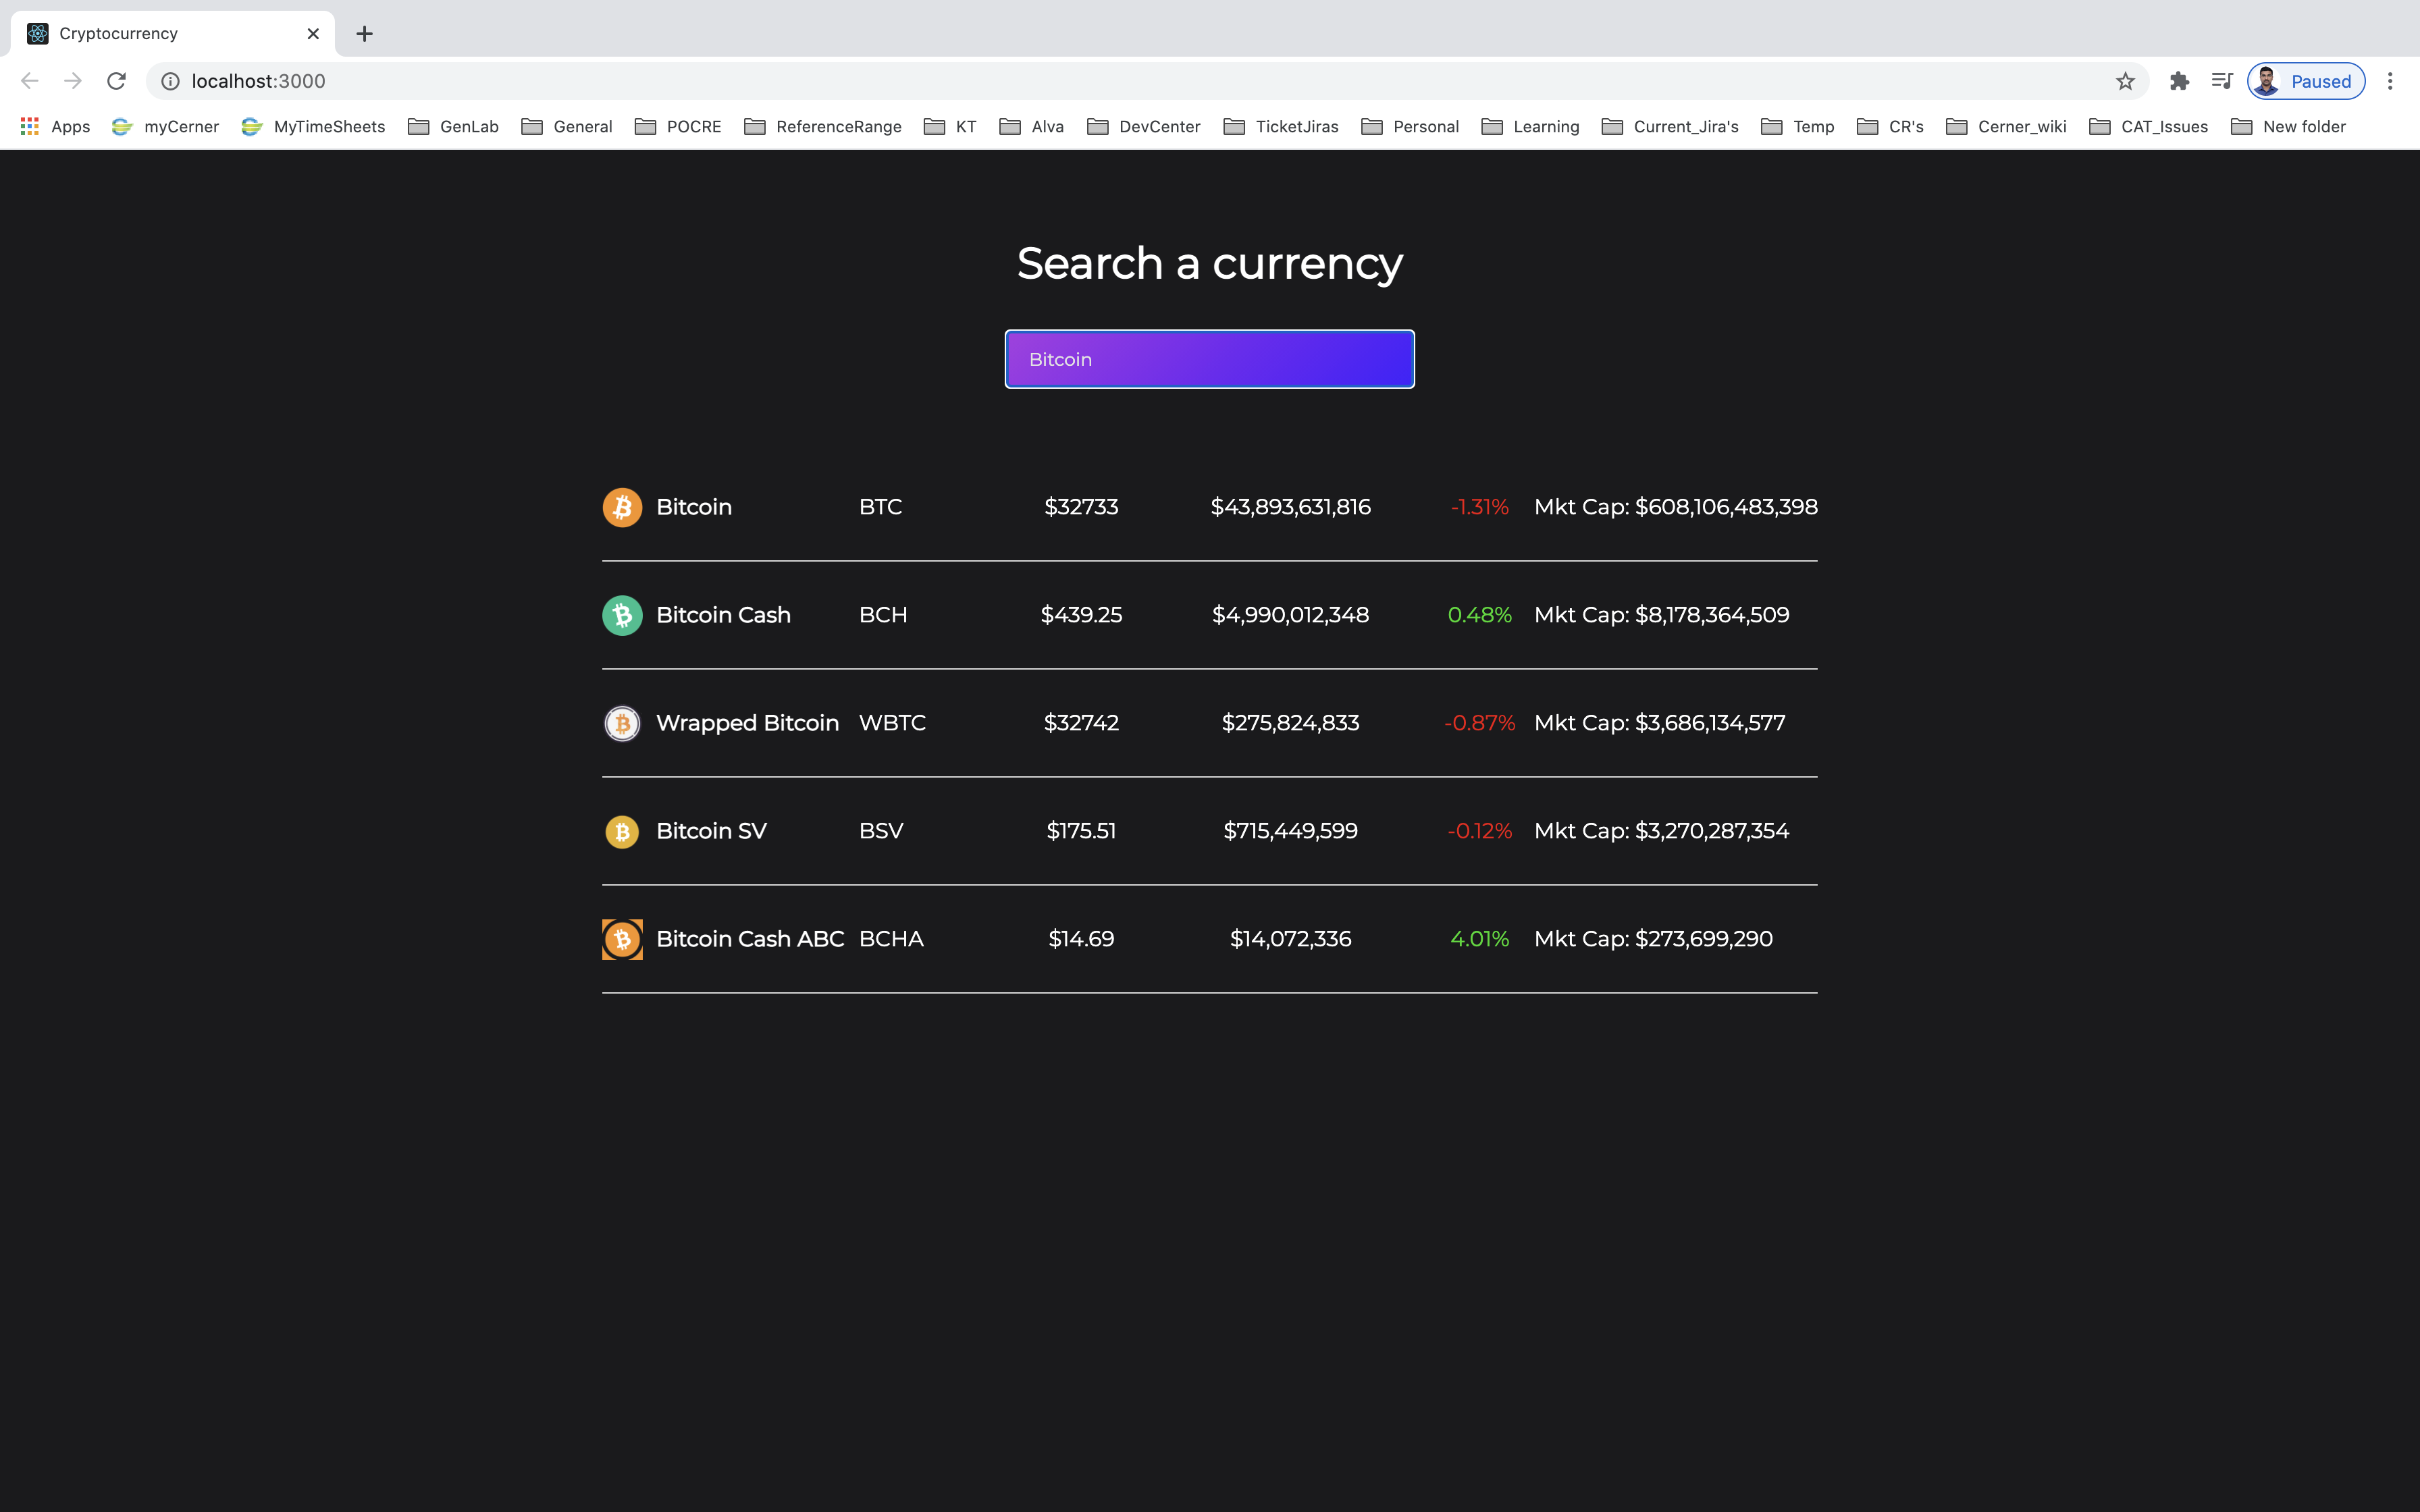 Cryptocurrency
localhost:3000
Paused
Apps myCerner MyTimeSheets GenLab General POCRE ReferenceRange KT Alva DevCenter TicketJiras Personal Learning Current_Jira's Temp CR's Cerner_wiki CAT_Issues New folder
Search a currency
Bitcoin
Bitcoin BTC $32733 $43,893,631,816 -1.31% Mkt Cap: $608,106,483,398
Bitcoin Cash BCH $439.25 $4,990,012,348 0.48% Mkt Cap: $8,178,364,509
Wrapped Bitcoin WBTC $32742 $275,824,833 -0.87% Mkt Cap: $3,686,134,577
Bitcoin SV BSV $175.51 $715,449,599 -0.12% Mkt Cap: $3,270,287,354
Bitcoin Cash ABC BCHA $14.69 $14,072,336 4.01% Mkt Cap: $273,699,290